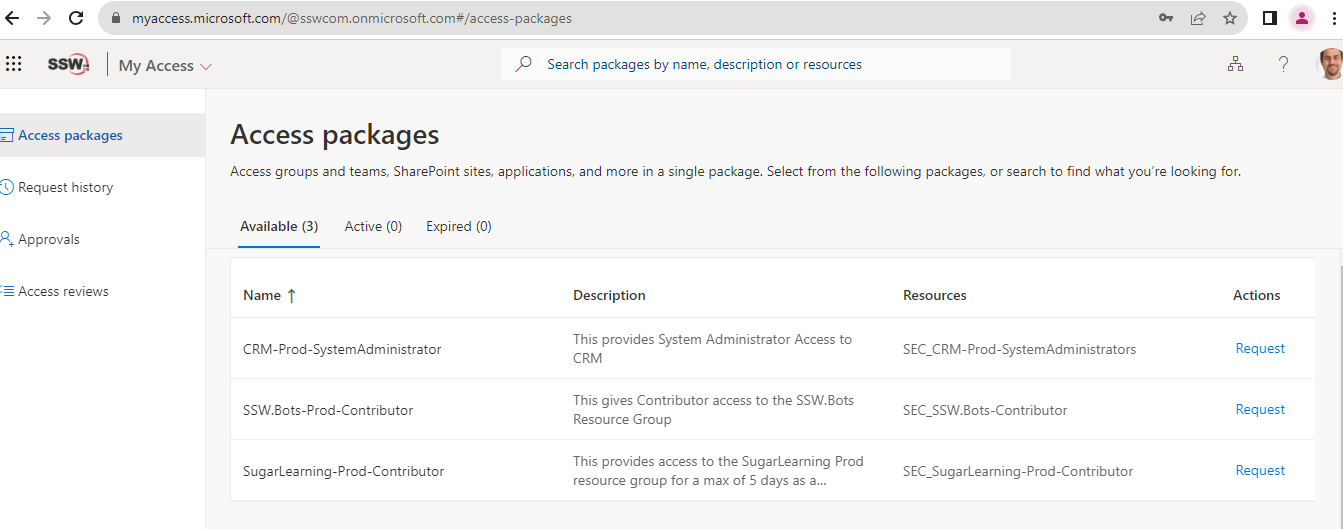 myaccess.microsoft.com/@sswcom.onmicrosoft.com#/access-packages
SSW
My Access
Search packages by name, description or resources
?
Access packages
Request history
Approvals
Access reviews
Access packages
Access groups and teams, SharePoint sites, applications, and more in a single package. Select from the following packages, or search to find what you’re looking for.
Available (3) Active (0) Expired (0)
Name ↑ Description Resources Actions
CRM-Prod-SystemAdministrator
This provides System Administrator Access to
CRM
SEC_CRM-Prod-SystemAdministrators
Request
SSW.Bots-Prod-Contributor
This gives Contributor access to the SSW.Bots
Resource Group
SEC_SSW.Bots-Contributor
Request
SugarLearning-Prod-Contributor
This provides access to the SugarLearning Prod
resource group for a max of 5 days as a...
SEC_SugarLearning-Prod-Contributor
Request